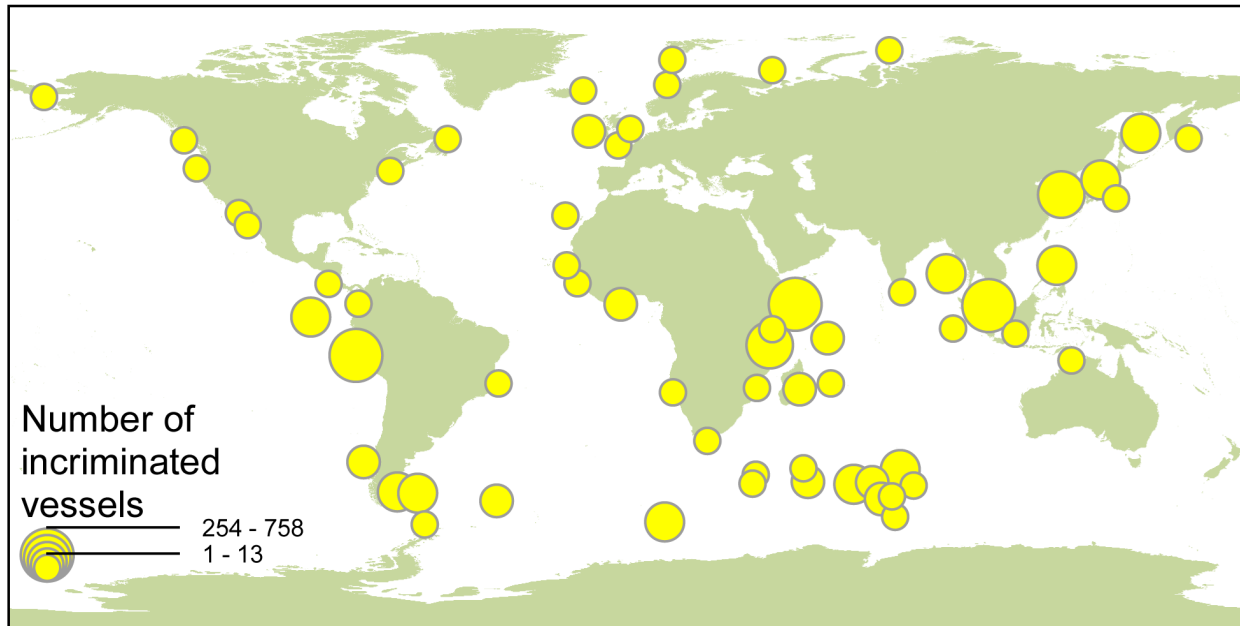 Number of
incriminated
vessels
254 - 758
1 - 13